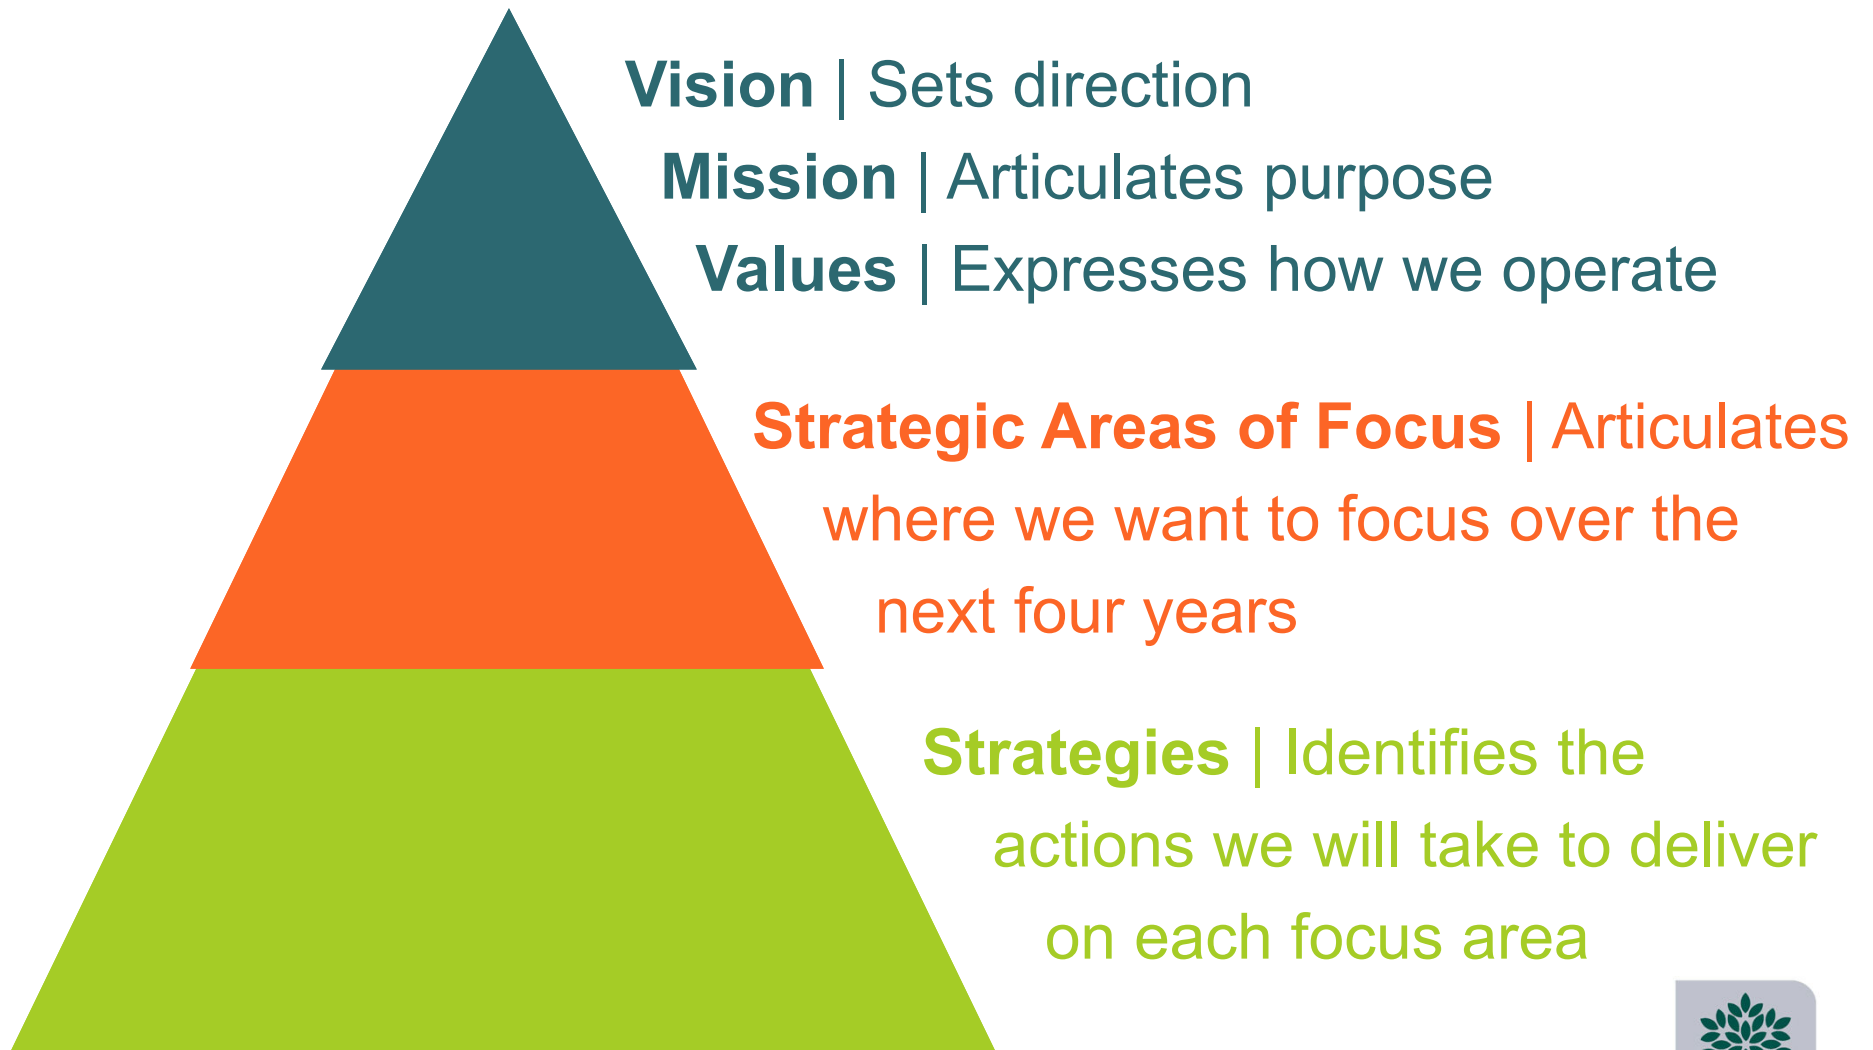 Vision | Sets direction
Mission | Articulates purpose
Values | Expresses how we operate
Strategic Areas of Focus | Articulates
where we want to focus over the
next four years
Strategies | Identifies the
actions we will take to deliver
on each focus area